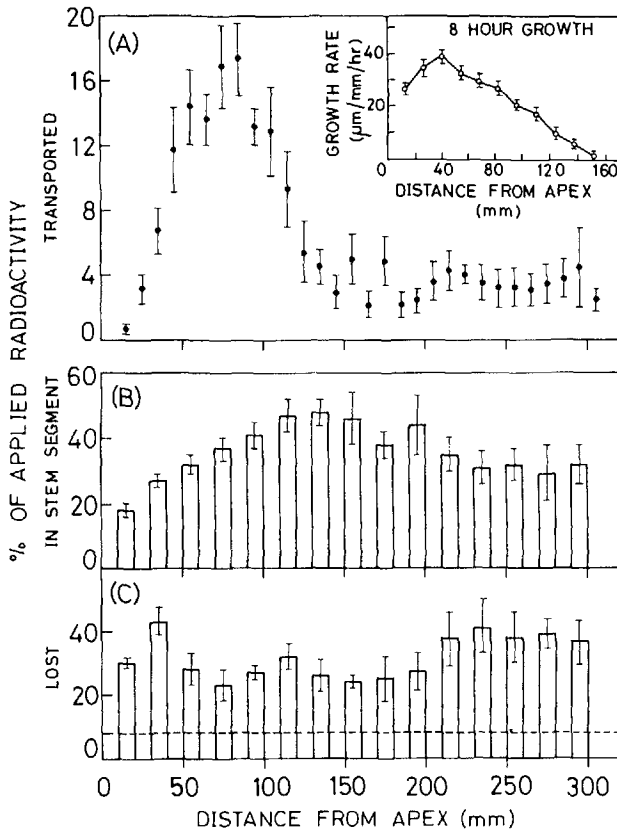 % OF APPLIED RADIOACTIVITY
(A)
TRANSPORTED
20
16
12
8
4
0
8 HOUR GROWTH
GROWTH RATE
(μm/mm/hr)
40
20
0
0 40 80 120 160
DISTANCE FROM APEX
(mm)
(B)
IN STEM SEGMENT
60
40
20
0
(C)
LOST
40
20
0
0 50 100 150 200 250 300
DISTANCE FROM APEX (mm)